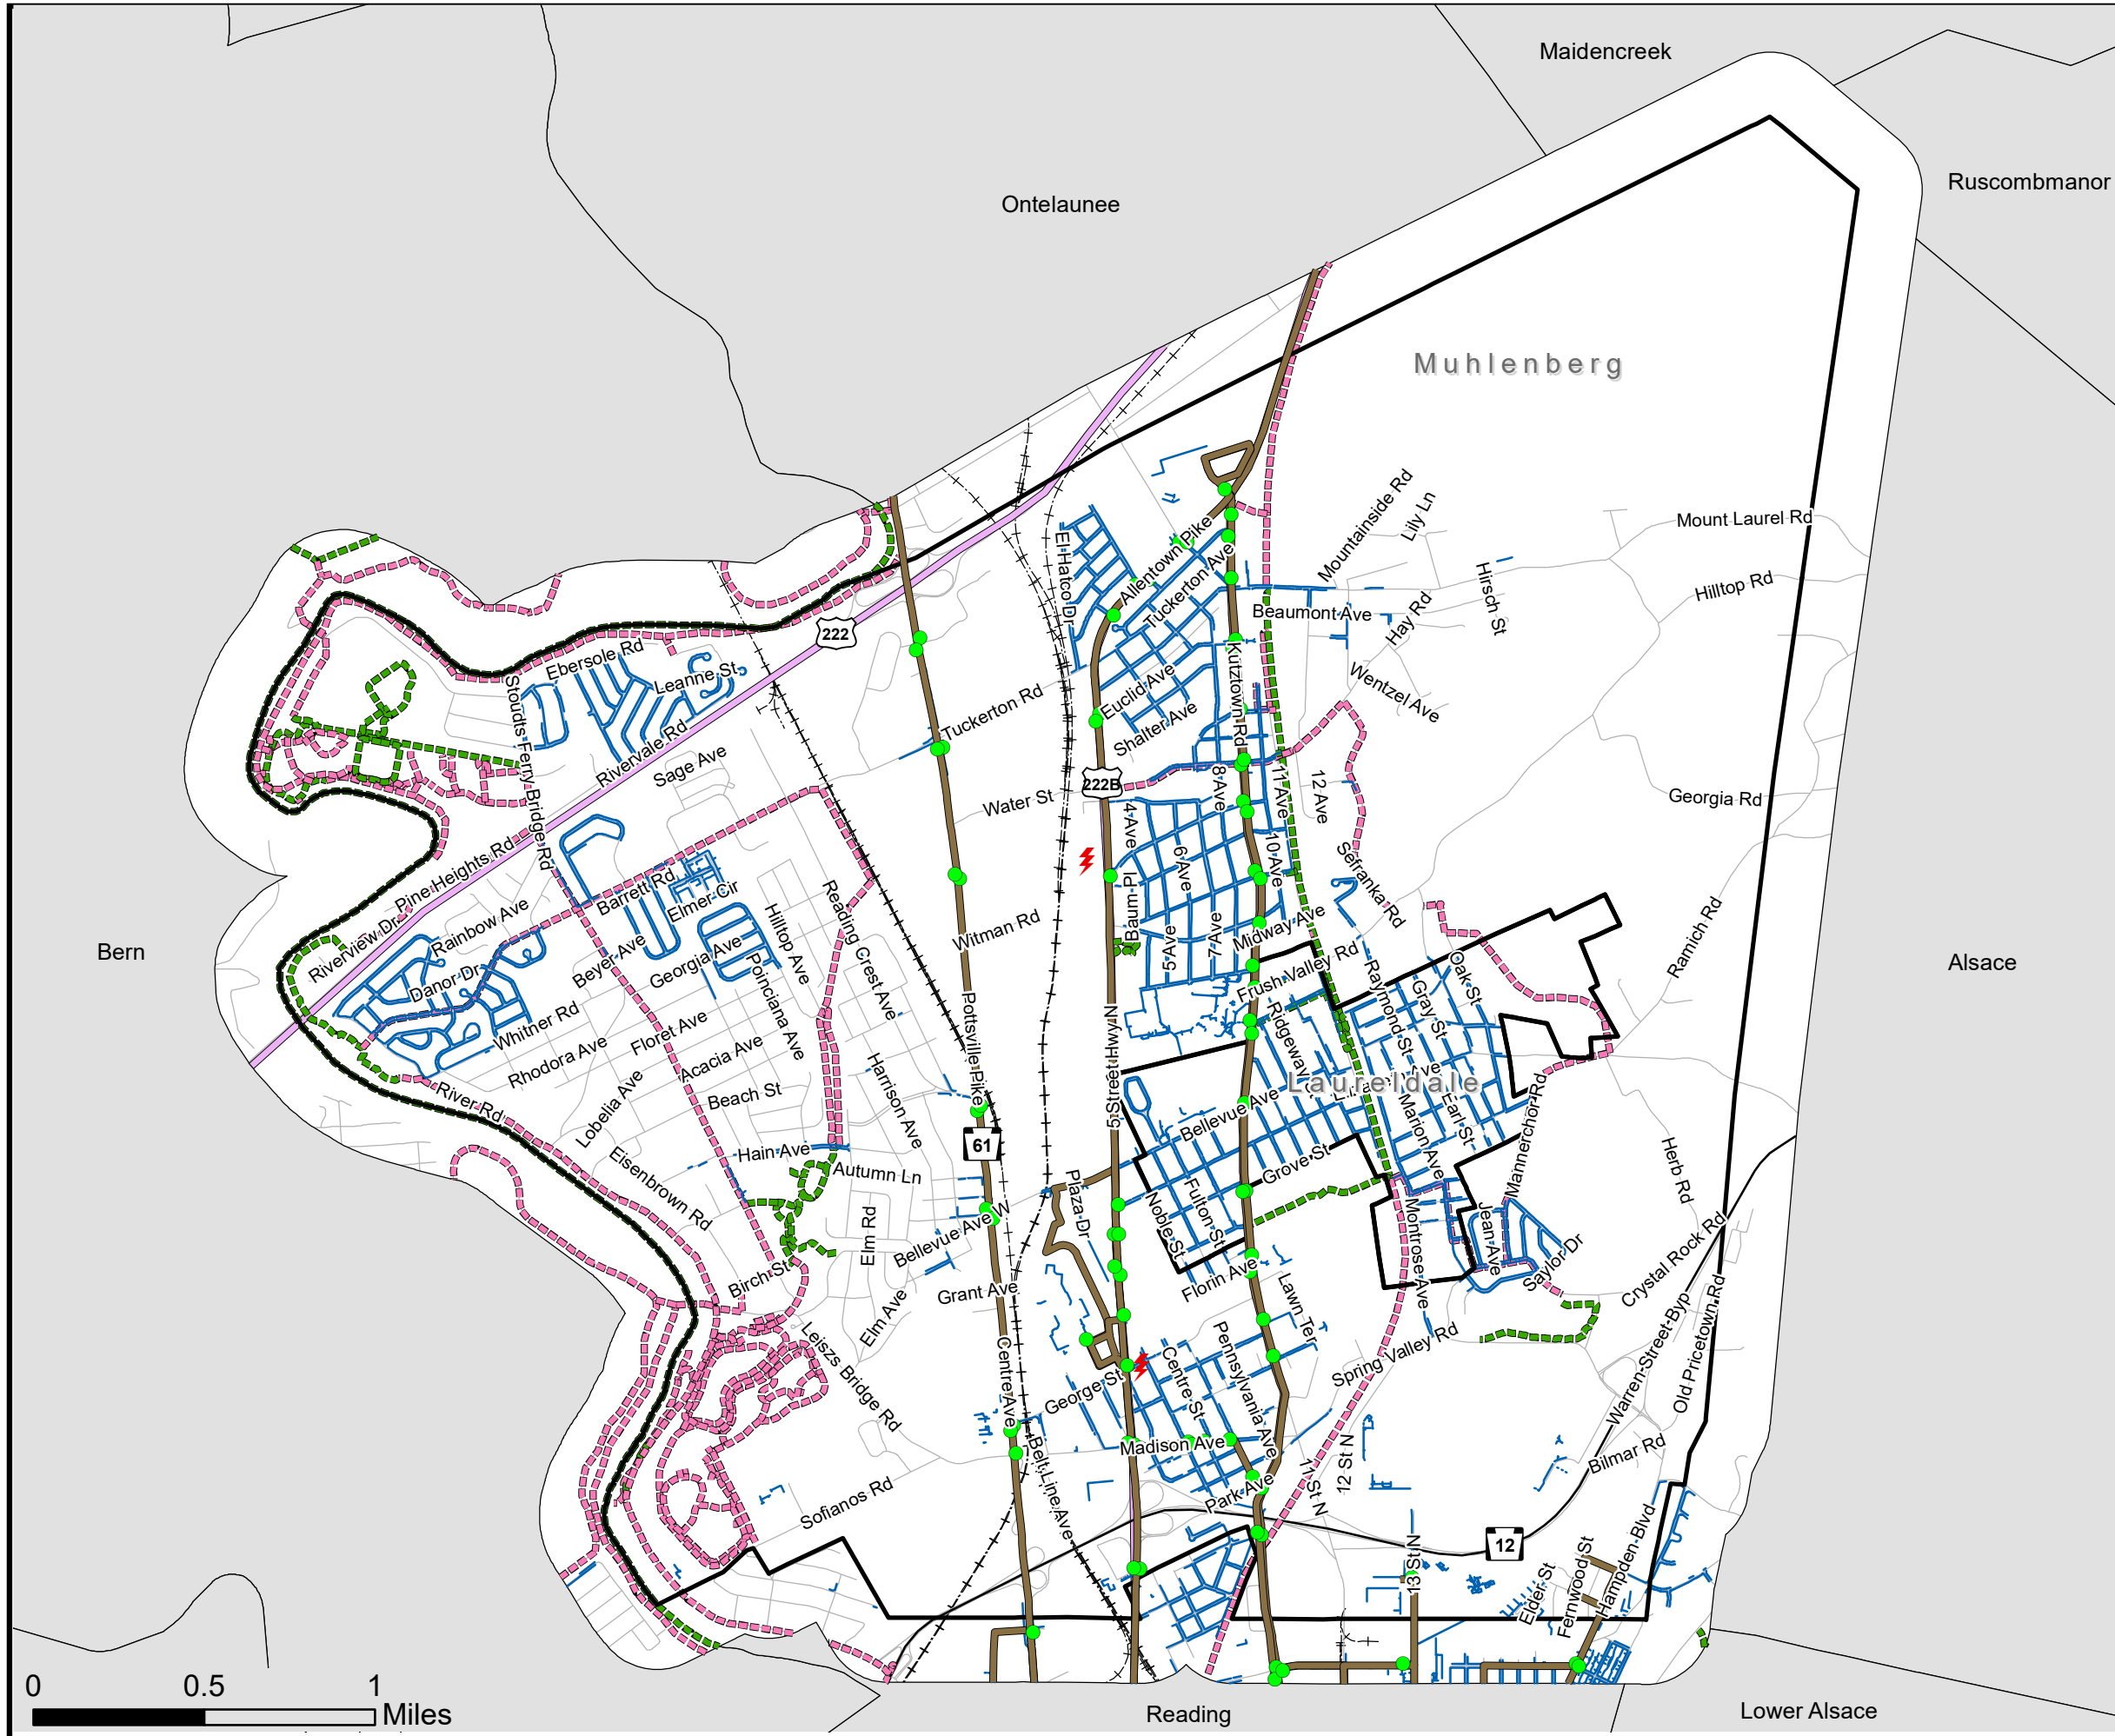 Maidencreek
Ruscombmanor
Ontelaunee
Muhlenberg
Mountainside Rd
Lily Ln
Mount Laurel Rd
Allentown Pike
El Hatco Dr
Tuckerton Ave
Hirsch St
Hilltop Rd
Beaumont Ave
Hay Rd
222
Ebersole Rd
Leanne St
Stoudts Ferry Bridge Rd
Kutztown Rd
Euclid Ave
Wentzel Ave
Tuckerton Rd
Shalter Ave
Rivervale Rd
Sage Ave
222B
8 Ave
11 Ave
12 Ave
Water St
Georgia Rd
4 Ave
Pine Heights Rd
6 Ave
10 Ave
Sefranka Rd
Barrett Rd
Elmer Cir
Baum Pl
Rainbow Ave
Riverview Dr
Hilltop Ave
Reading Crest Ave
Witman Rd
Midway Ave
7 Ave
5 Ave
Ramich Rd
Bern
Alsace
Beyer Ave
Georgia Ave
Poinciana Ave
Frush Valley Rd
Oak St
Danor Dr
Raymond St
Gray St
Whitner Rd
Floret Ave
Pottsville Pike
5 Street Hwy N
Ridgeway St
Rhodora Ave
Acacia Ave
Laureldale
River Rd
Beach St
Lobelia Ave
Harrison Ave
Bellevue Ave
Marion Ave
Earl St
Mannerchor Rd
61
Hain Ave
Autumn Ln
Eisenbrown Rd
Grove St
Herb Rd
Plaza Dr
Noble St
Fulton St
Montrose Ave
Jean Ave
Elm Rd
Bellevue Ave W
Saylor Dr
Crystal Rock Rd
Birch St
Grant Ave
Florin Ave
Lawn Ter
Elm Ave
Leiszs Bridge Rd
Centre Ave
George St
Centre St
Pennsylvania Ave
Spring Valley Rd
Warren-Street-Byp
Old Pricetown Rd
Madison Ave
Belt Line Ave
Bilmar Rd
Park Ave
11 St N
12 St N
Sofianos Rd
12
13 St N
Elder St
Fernwood St
Hampden Blvd
0 0.5 1
Miles
Reading
Lower Alsace